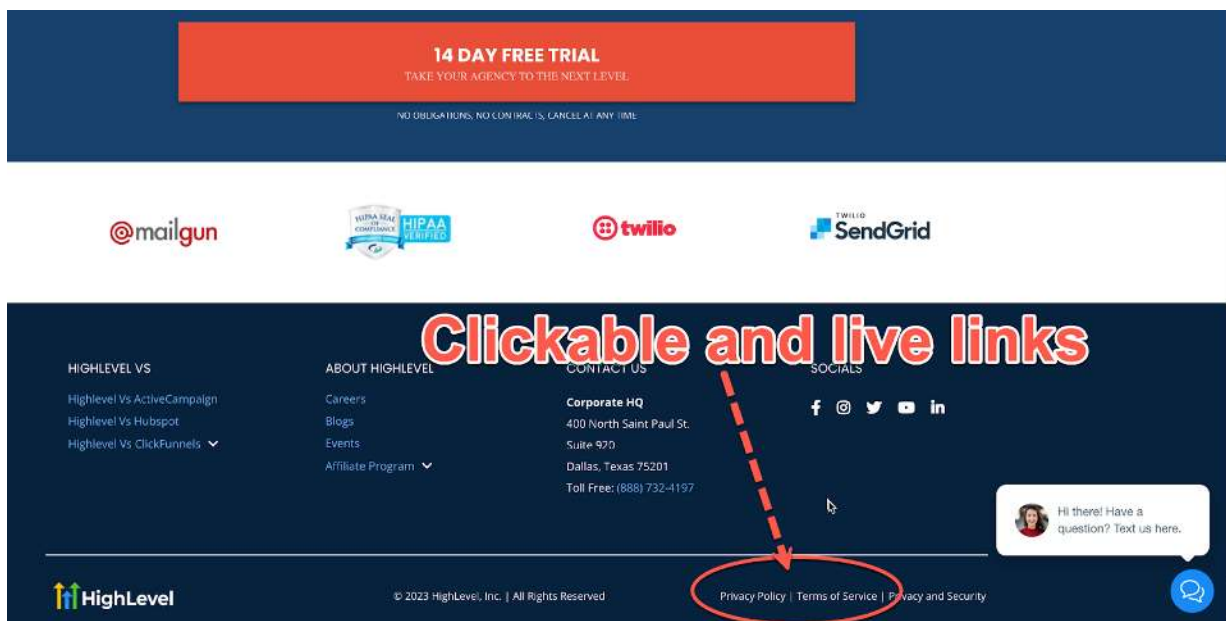 14 DAY FREE TRIAL
TAKE YOUR AGENCY TO THE NEXT LEVEL
NO OBLIGATIONS, NO CONTRACTS, CANCEL AT ANY TIME
@mailgun
HIPAA SEAL
OF
COMPLIANCE
HIPAA
VERIFIED
twilio
TWILIO
SendGrid
Clickable and live links
HIGHLEVEL VS
Highlevel Vs ActiveCampaign
Highlevel Vs Hubspot
Highlevel Vs ClickFunnels
ABOUT HIGHLEVEL
Careers
Blogs
Events
Affiliate Program
CONTACT US
Corporate HQ
400 North Saint Paul St.
Suite 920
Dallas, Texas 75201
Toll Free: (888) 732-4197
SOCIALS
Hi there! Have a
question? Text us here.
HighLevel
© 2023 HighLevel, Inc. | All Rights Reserved
Privacy Policy | Terms of Service | Privacy and Security